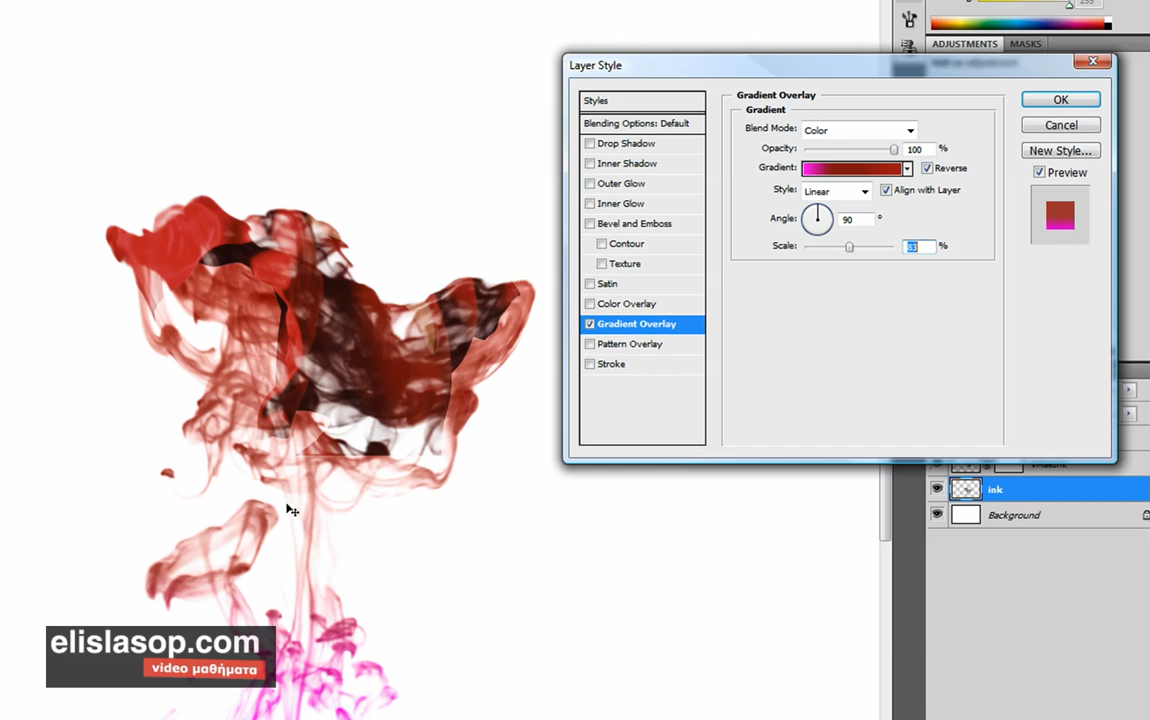 255
ADJUSTMENTS MASKS
Layer Style
Styles
Blending Options: Default
Drop Shadow
Inner Shadow
Outer Glow
Inner Glow
Bevel and Emboss
Contour
Texture
Satin
Color Overlay
Gradient Overlay
Pattern Overlay
Stroke
Gradient Overlay
Gradient
Blend Mode: Color
Opacity: 100 %
Gradient: Reverse
Style: Linear Align with Layer
Angle: 90 °
Scale: 83 %
OK
Cancel
New Style...
Preview
ink
Background
elislasop.com
video μαθήματα